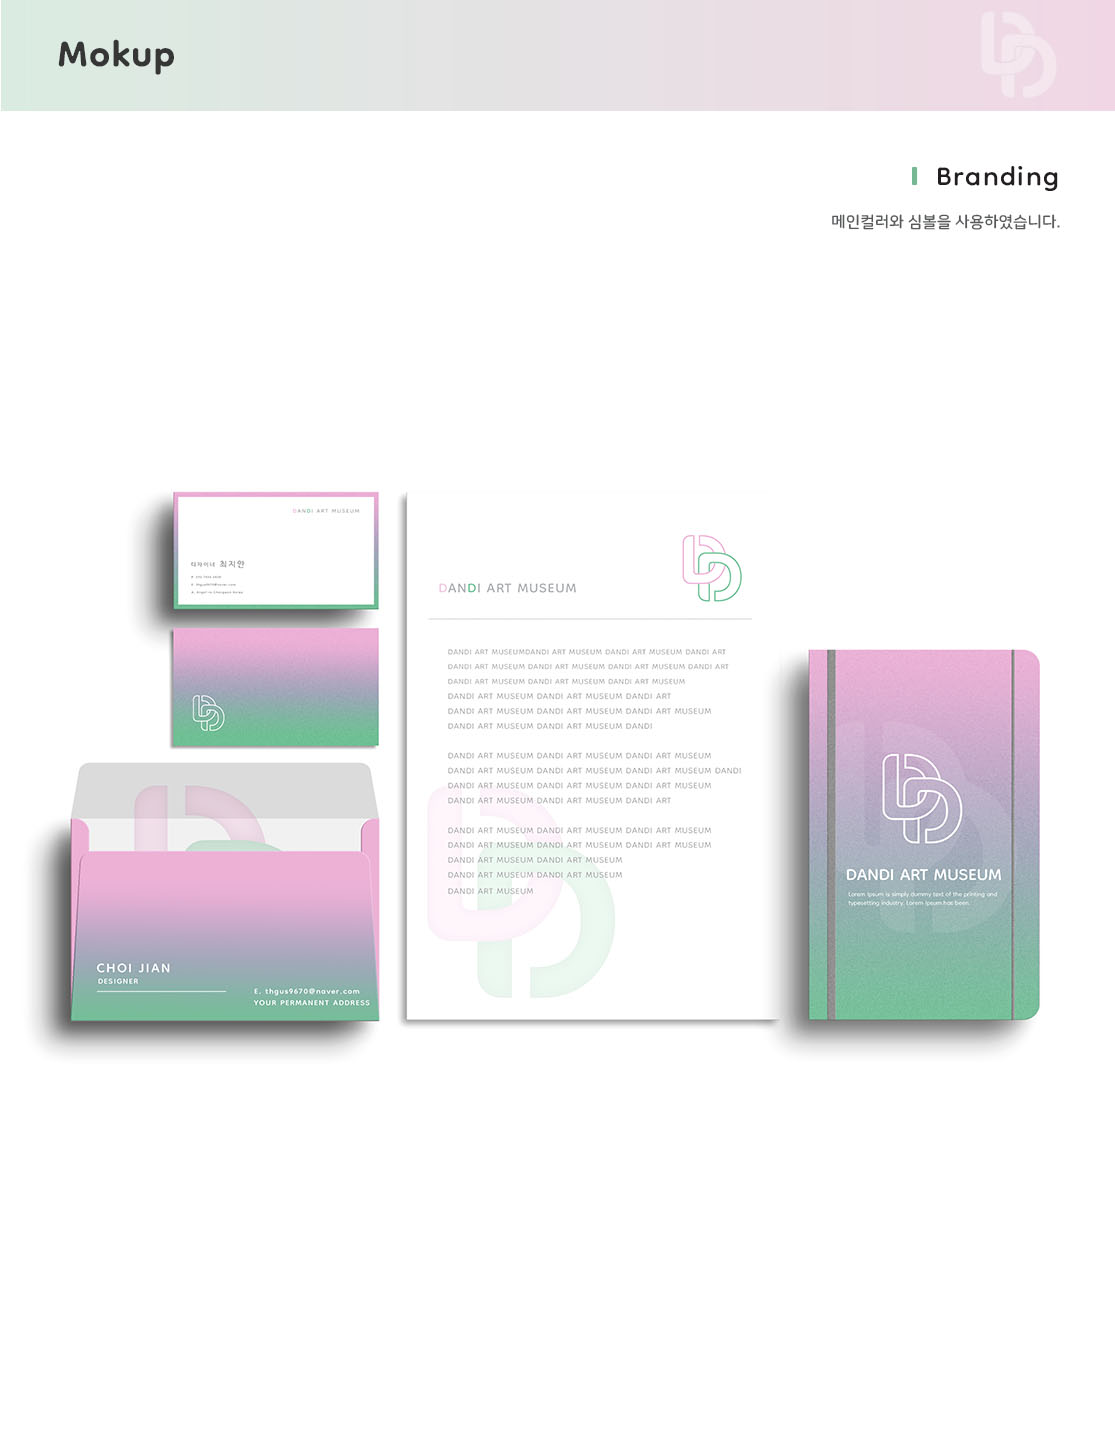 Mokup
Branding
메인컬러와 심볼을 사용하였습니다.
DANDI ART MUSEUM
디자이너 최지안
E. thgus9670@naver.com
DANDI ART MUSEUM
DANDI ART MUSEUMDANDI ART MUSEUM DANDI ART MUSEUM DANDI ART
DANDI ART MUSEUM DANDI ART MUSEUM DANDI ART MUSEUM DANDI ART
DANDI ART MUSEUM DANDI ART MUSEUM DANDI ART MUSEUM
DANDI ART MUSEUM DANDI ART MUSEUM DANDI ART
DANDI ART MUSEUM DANDI ART MUSEUM DANDI ART MUSEUM
DANDI ART MUSEUM DANDI ART MUSEUM DANDI
DANDI ART MUSEUM DANDI ART MUSEUM DANDI ART MUSEUM
DANDI ART MUSEUM DANDI ART MUSEUM DANDI ART MUSEUM DANDI
DANDI ART MUSEUM DANDI ART MUSEUM DANDI ART MUSEUM
DANDI ART MUSEUM DANDI ART MUSEUM DANDI ART
DANDI ART MUSEUM DANDI ART MUSEUM DANDI ART MUSEUM
DANDI ART MUSEUM DANDI ART MUSEUM DANDI ART MUSEUM
DANDI ART MUSEUM DANDI ART MUSEUM
DANDI ART MUSEUM DANDI ART MUSEUM
DANDI ART MUSEUM
CHOI JIAN
DESIGNER
E. thgus9670@naver.com
YOUR PERMANENT ADDRESS
DANDI ART MUSEUM
Lorem Ipsum is simply dummy text of the printing and
typesetting industry. Lorem Ipsum has been.